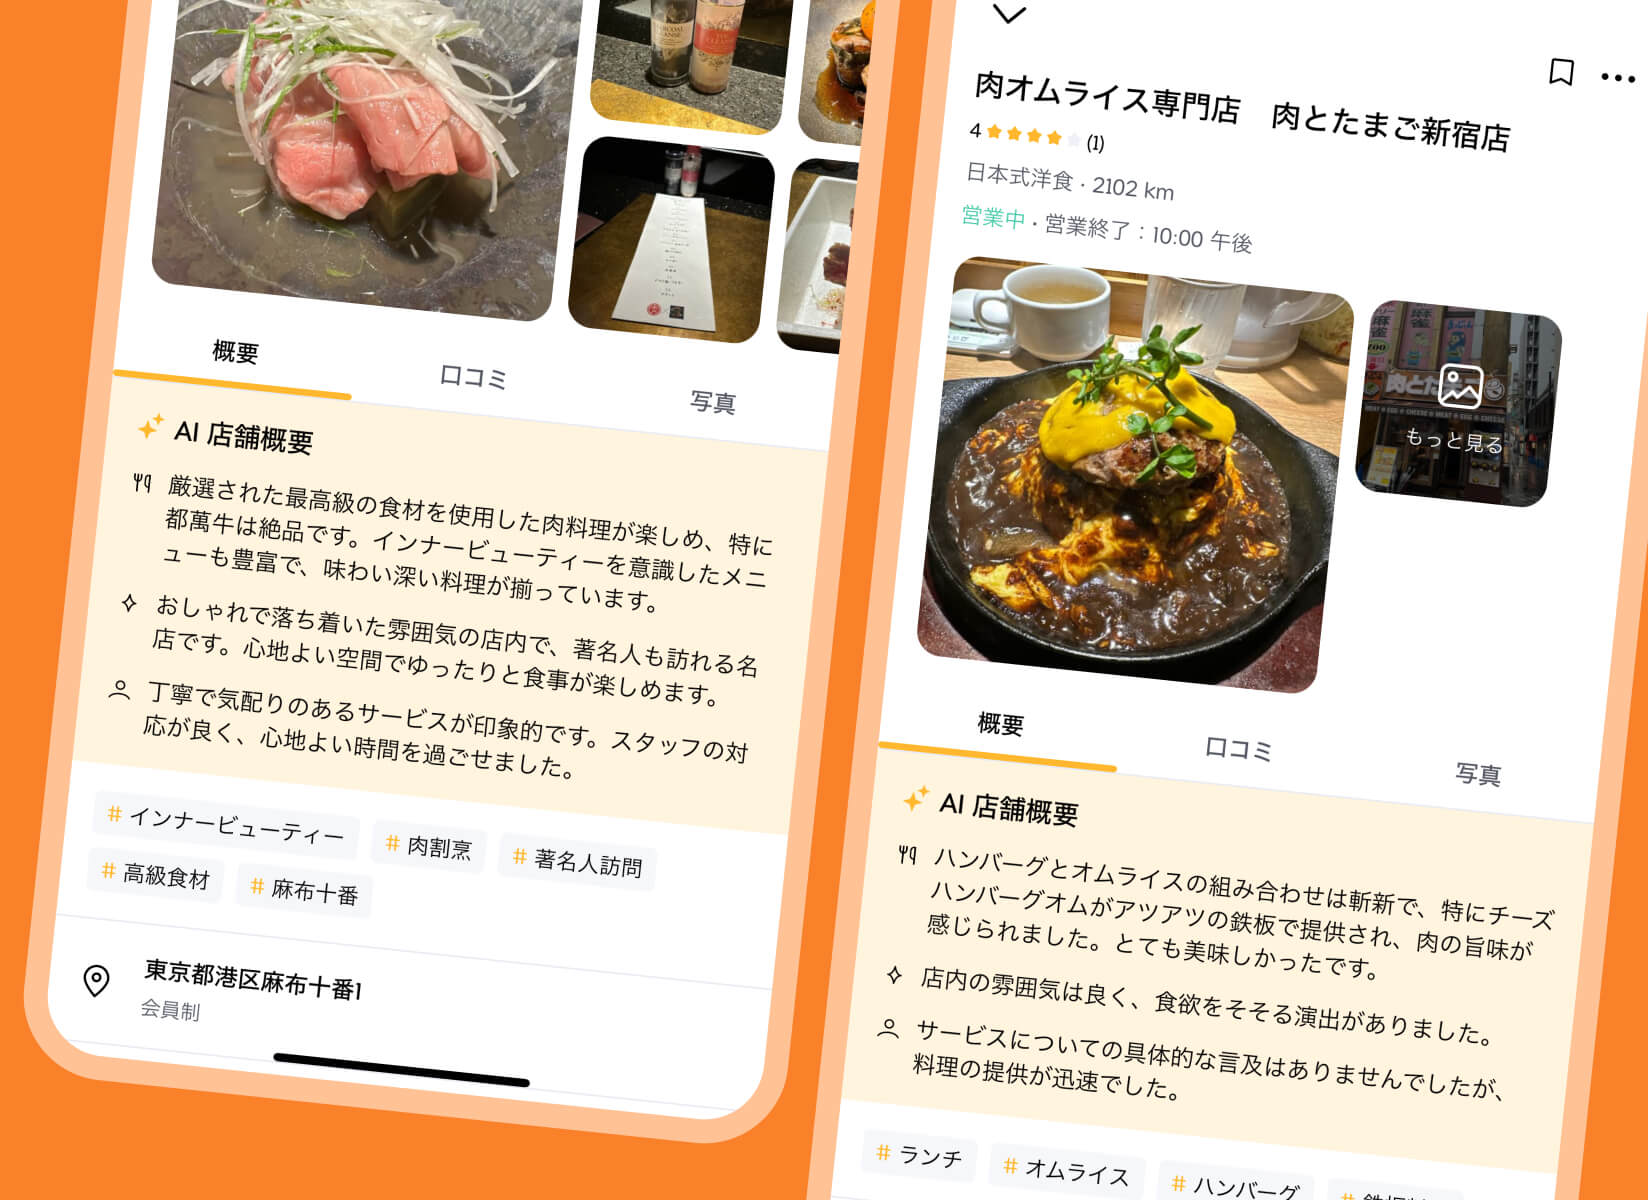 概要
口コミ
写真
AI 店舗概要
厳選された最高級の食材を使用した肉料理が楽しめ、特に
都萬牛は絶品です。インナービューティーを意識したメニ
ューも豊富で、味わい深い料理が揃っています。
おしゃれで落ち着いた雰囲気の店内で、著名人も訪れる名
店です。心地よい空間でゆったりと食事が楽しめます。
丁寧で気配りのあるサービスが印象的です。スタッフの対
応が良く、心地よい時間を過ごせました。
# インナービューティー
# 肉割烹
# 著名人訪問
# 高級食材
# 麻布十番
東京都港区麻布十番1
会員制
肉オムライス専門店　肉とたまご新宿店
4 (1)
日本式洋食 · 2102 km
営業中 · 営業終了：10:00 午後
もっと見る
概要
口コミ
写真
AI 店舗概要
ハンバーグとオムライスの組み合わせは斬新で、特にチーズ
ハンバーグオムがアツアツの鉄板で提供され、肉の旨味が
感じられました。とても美味しかったです。
店内の雰囲気は良く、食欲をそそる演出がありました。
サービスについての具体的な言及はありませんでしたが、
料理の提供が迅速でした。
# ランチ
# オムライス
# ハンバーグ